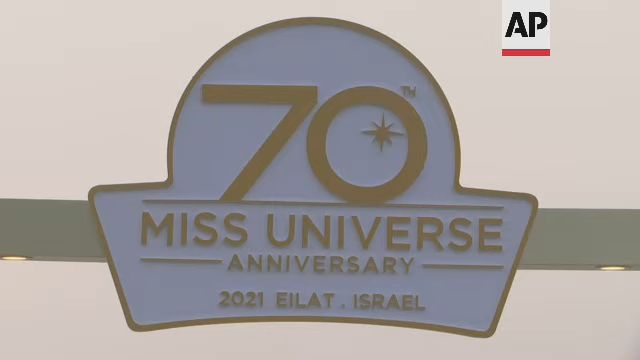 AP
70TH
MISS UNIVERSE
ANNIVERSARY
2021 EILAT . ISRAEL